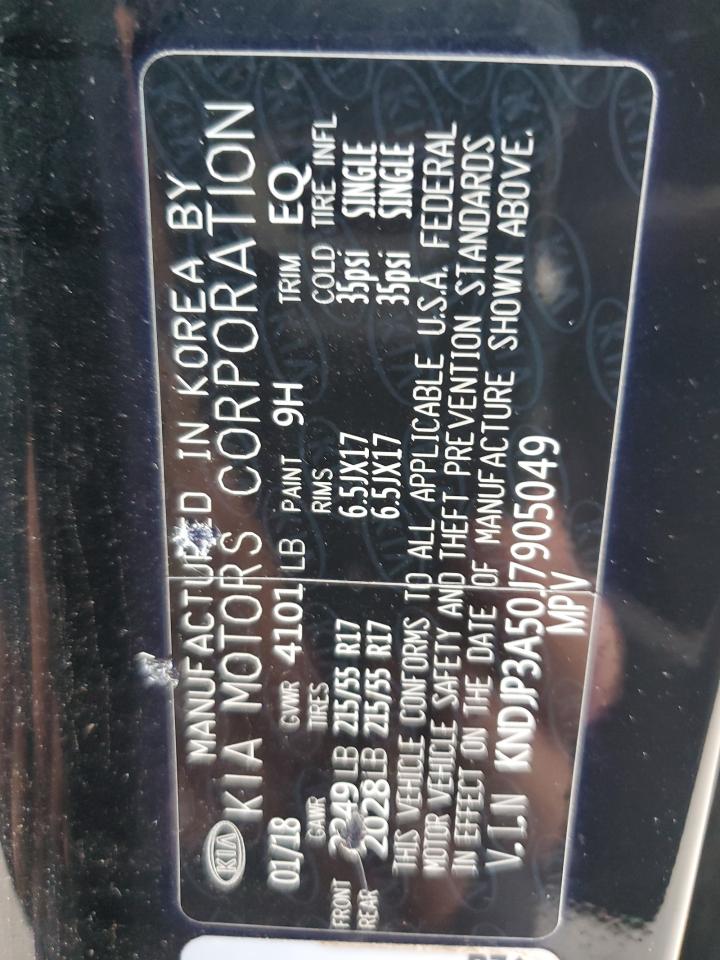 KIA
MANUFACTURED IN KOREA BY
KIA MOTORS CORPORATION
01/18 GVWR 4101 LB PAINT 9H TRIM EQ
GAWR TIRES RIMS COLD TIRE INFL
FRONT 2249 LB 215/55 R17 6.5JX17 35psi SINGLE
REAR 2028 LB 215/55 R17 6.5JX17 35psi SINGLE
THIS VEHICLE CONFORMS TO ALL APPLICABLE U.S.A. FEDERAL
MOTOR VEHICLE SAFETY AND THEFT PREVENTION STANDARDS
IN EFFECT ON THE DATE OF MANUFACTURE SHOWN ABOVE.
V.I.N KNDJP3A50J7905049
MPV